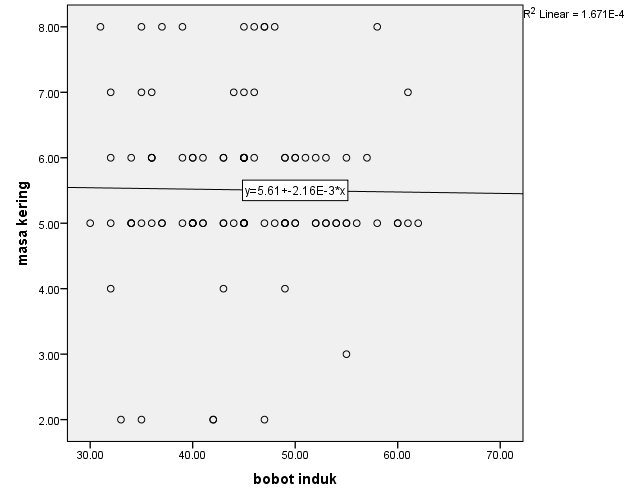 R2 Linear = 1.671E-4
8.00
7.00
6.00
y=5.61+-2.16E-3*x
5.00
4.00
3.00
2.00
masa kering
30.00 40.00 50.00 60.00 70.00
bobot induk